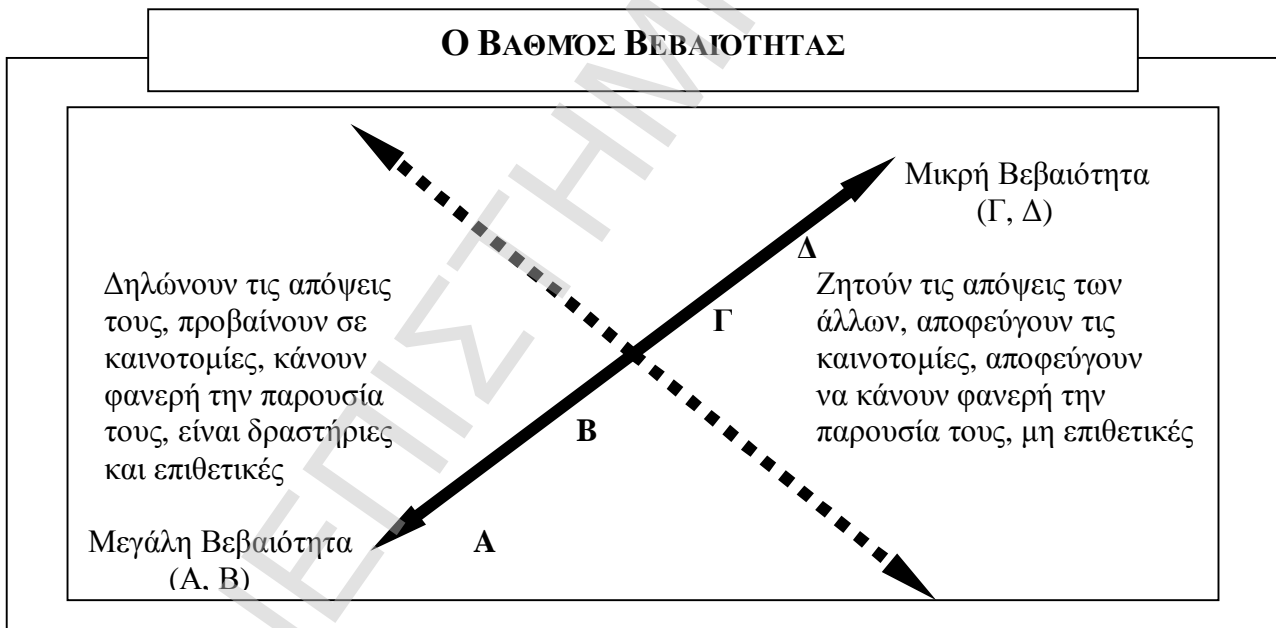 Ο ΒΑΘΜΌΣ ΒΕΒΑΙΌΤΗΤΑΣ
Μικρή Βεβαιότητα
(Γ, Δ)
Δ
Δηλώνουν τις απόψεις
τους, προβαίνουν σε
καινοτομίες, κάνουν
φανερή την παρουσία
τους, είναι δραστήριες
και επιθετικές
Ζητούν τις απόψεις των
άλλων, αποφεύγουν τις
καινοτομίες, αποφεύγουν
να κάνουν φανερή την
παρουσία τους, μη επιθετικές
Γ
Β
Α
Μεγάλη Βεβαιότητα
(Α, Β)
ΙΕΠΙΣΤΗΜΙ